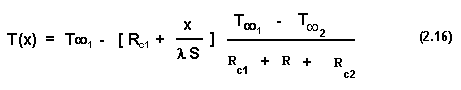 T(x) = T∞1 - [ Rc1 + x / λ S ] T∞1 - T∞2 / Rc1 + R + Rc2 (2.16)